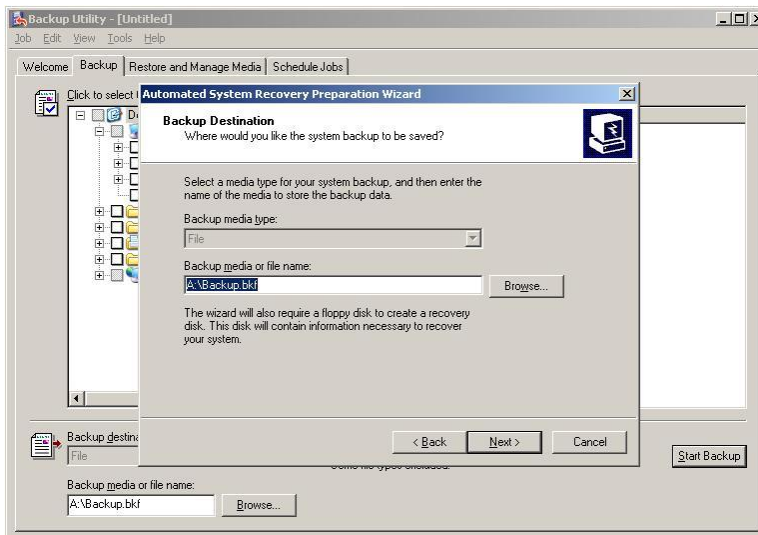 Backup Utility - [Untitled]
Job Edit View Tools Help
Welcome Backup Restore and Manage Media Schedule Jobs
Click to select
Automated System Recovery Preparation Wizard
Backup Destination
Where would you like the system backup to be saved?
Select a media type for your system backup, and then enter the
name of the media to store the backup data.
Backup media type:
File
Backup media or file name:
A:\Backup.bkf
Browse...
The wizard will also require a floppy disk to create a recovery
disk. This disk will contain information necessary to recover
your system.
< Back Next > Cancel
Backup destina
File
Start Backup
Backup media or file name:
A:\Backup.bkf
Browse...